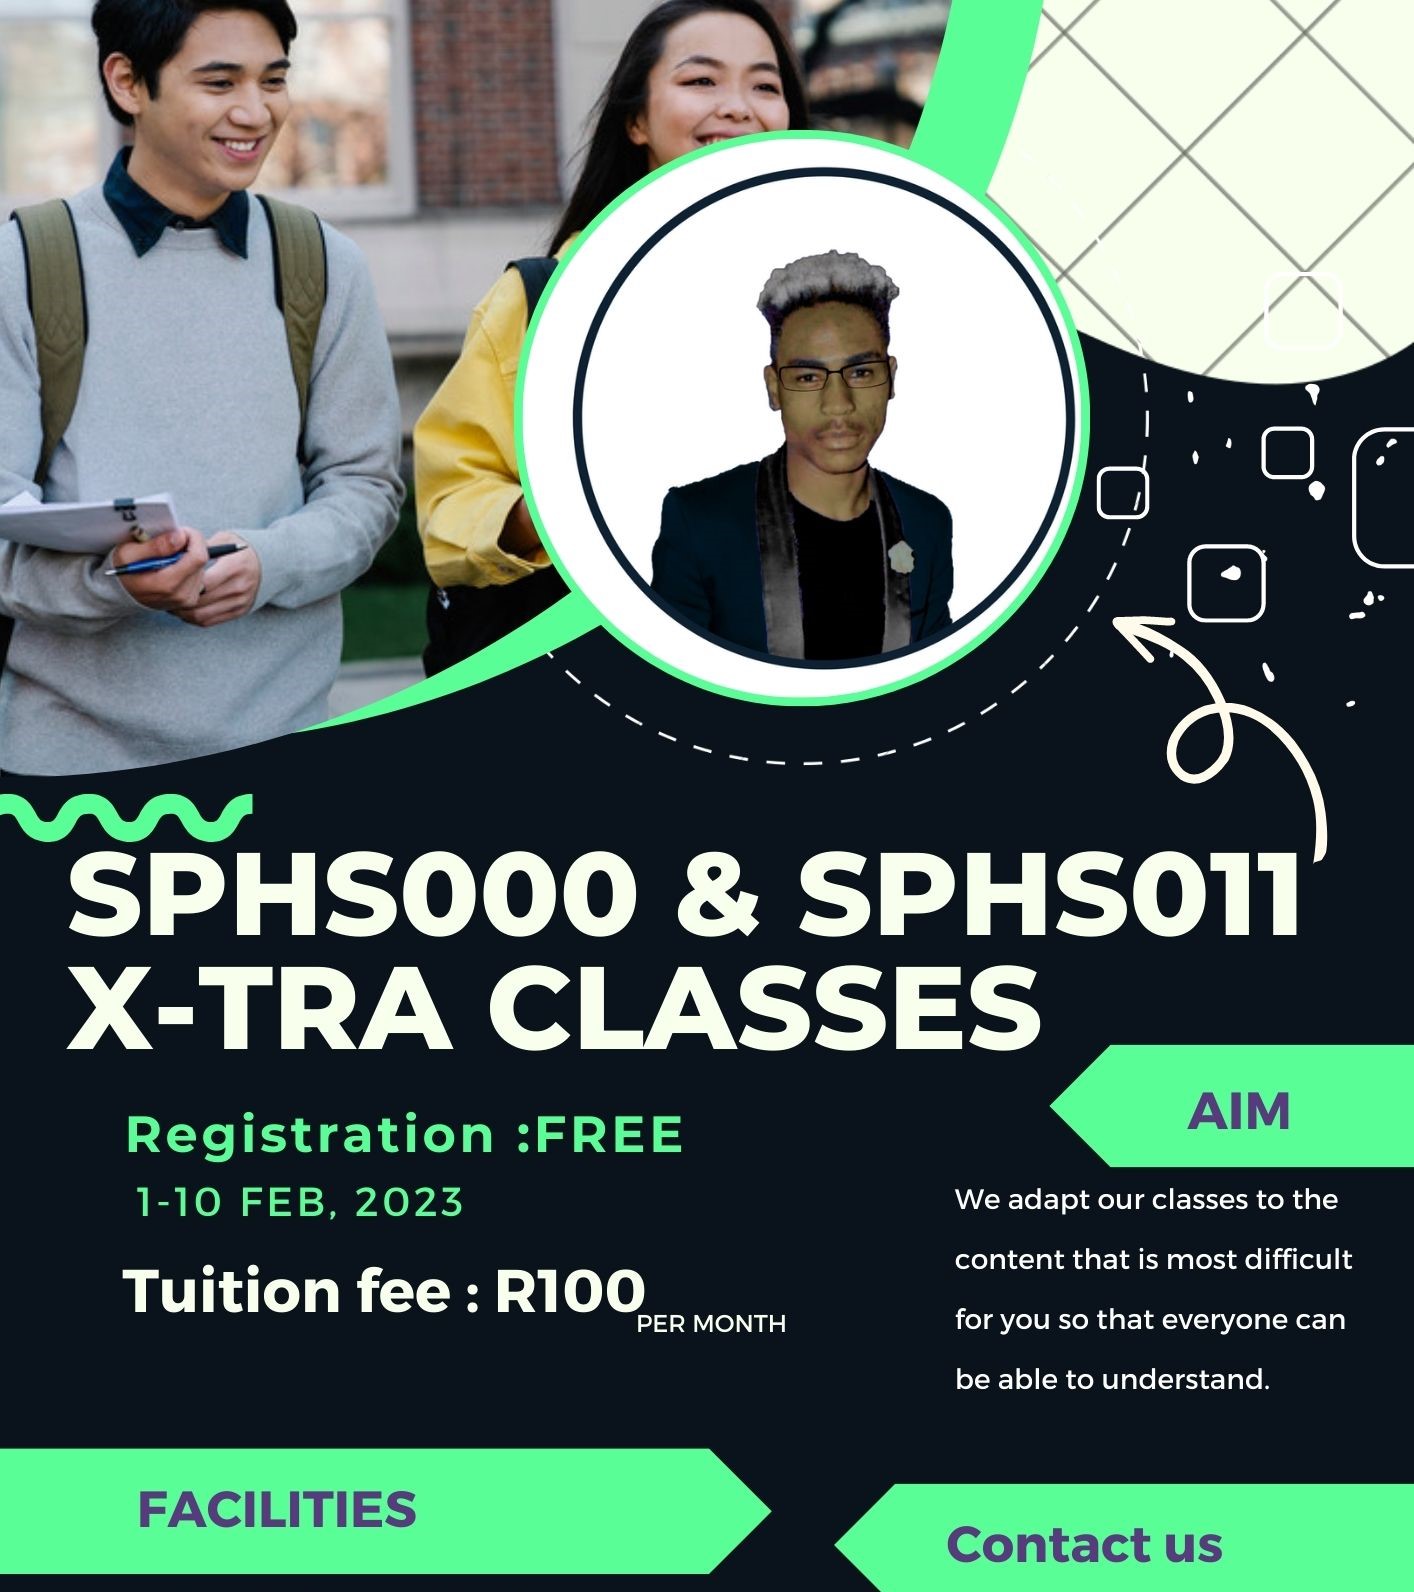 SPHS000 & SPHS011
X-TRA CLASSES
Registration :FREE
1-10 FEB, 2023
Tuition fee : R100
PER MONTH
AIM
We adapt our classes to the
content that is most difficult
for you so that everyone can
be able to understand.
FACILITIES
Contact us